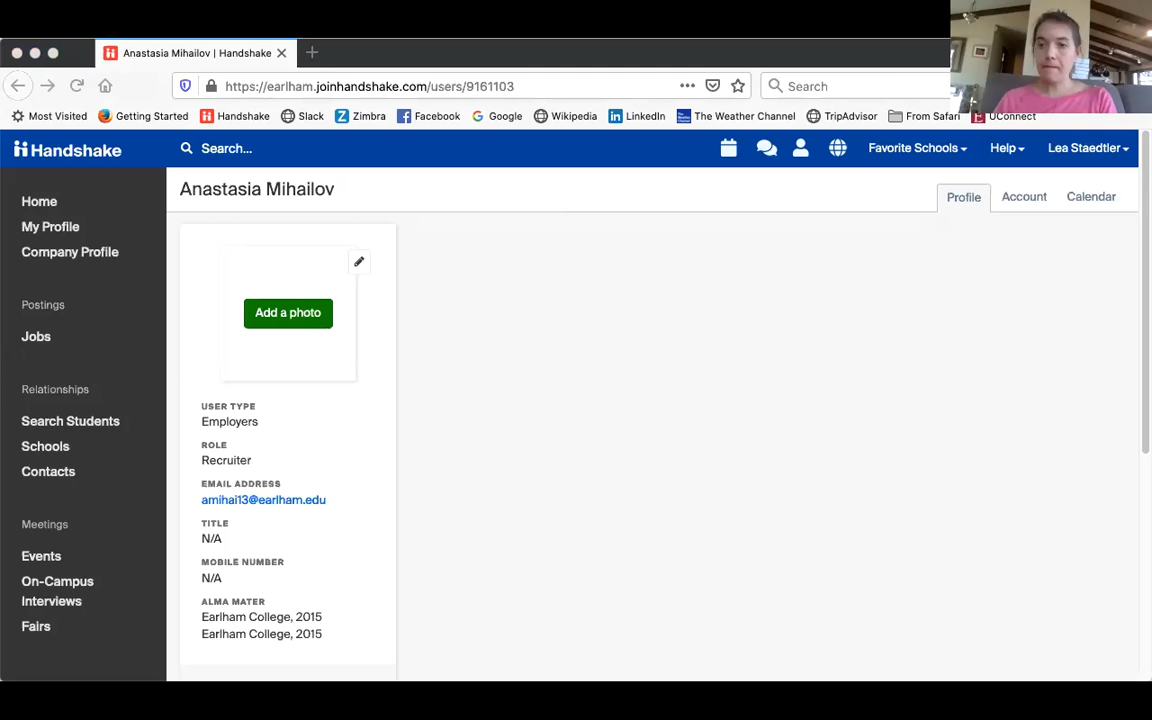 Anastasia Mihailov | Handshake
https://earlham.joinhandshake.com/users/9161103
Search
Most Visited Getting Started Handshake Slack Zimbra Facebook Google Wikipedia LinkedIn The Weather Channel TripAdvisor From Safari UConnect
Handshake
Search...
Favorite Schools
Help
Lea Staedtler
Anastasia Mihailov
Profile
Account
Calendar
Home
My Profile
Company Profile
Postings
Jobs
Relationships
Search Students
Schools
Contacts
Meetings
Events
On-Campus
Interviews
Fairs
Add a photo
USER TYPE
Employers
ROLE
Recruiter
EMAIL ADDRESS
amihai13@earlham.edu
TITLE
N/A
MOBILE NUMBER
N/A
ALMA MATER
Earlham College, 2015
Earlham College, 2015